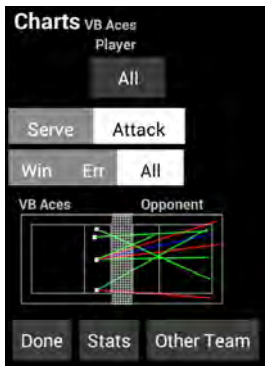 Charts VB Aces
Player
All
Serve Attack
Win Err All
VB Aces Opponent
Done Stats Other Team